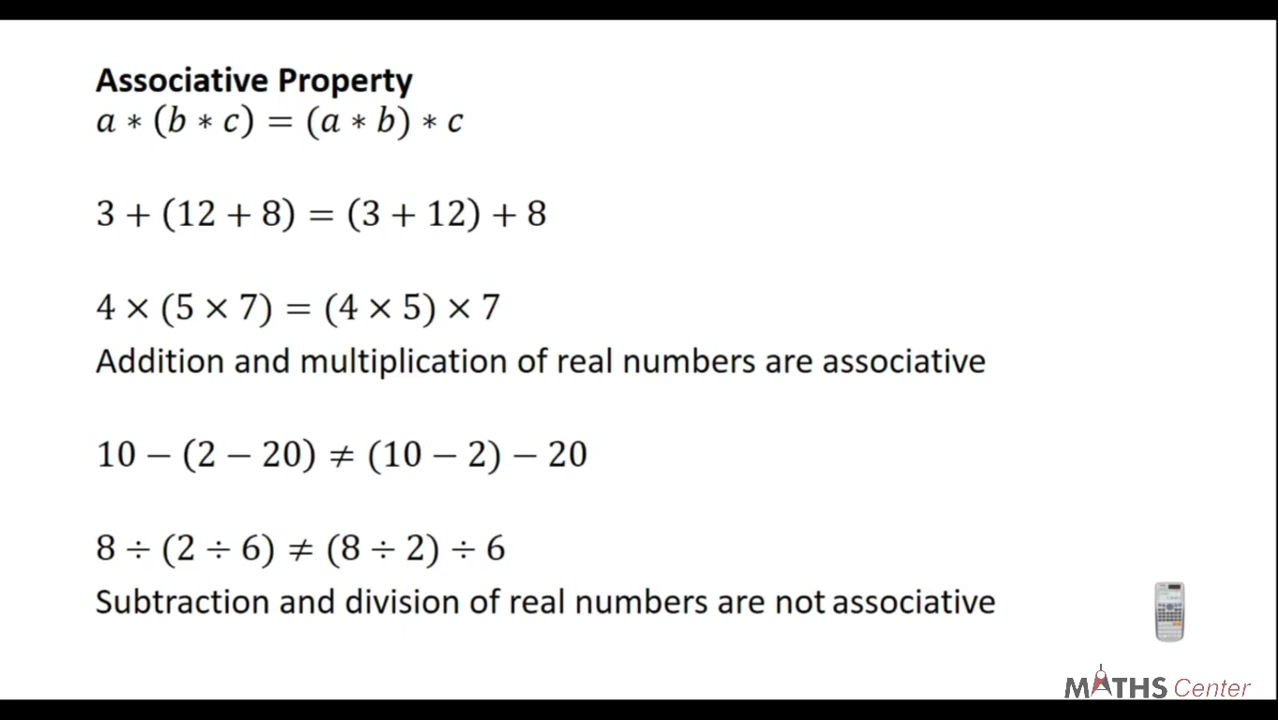 Associative Property
a ∗ (b ∗ c) = (a ∗ b) ∗ c
3 + (12 + 8) = (3 + 12) + 8
4 × (5 × 7) = (4 × 5) × 7
Addition and multiplication of real numbers are associative
10 − (2 − 20) ≠ (10 − 2) − 20
8 ÷ (2 ÷ 6) ≠ (8 ÷ 2) ÷ 6
Subtraction and division of real numbers are not associative
MATHS Center